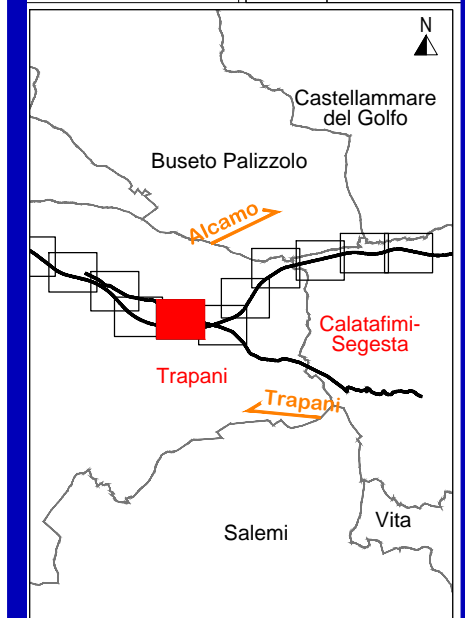 N
Castellammare
del Golfo
Buseto Palizzolo
Alcamo
Calatafimi-
Segesta
Trapani
Trapani
Salemi
Vita